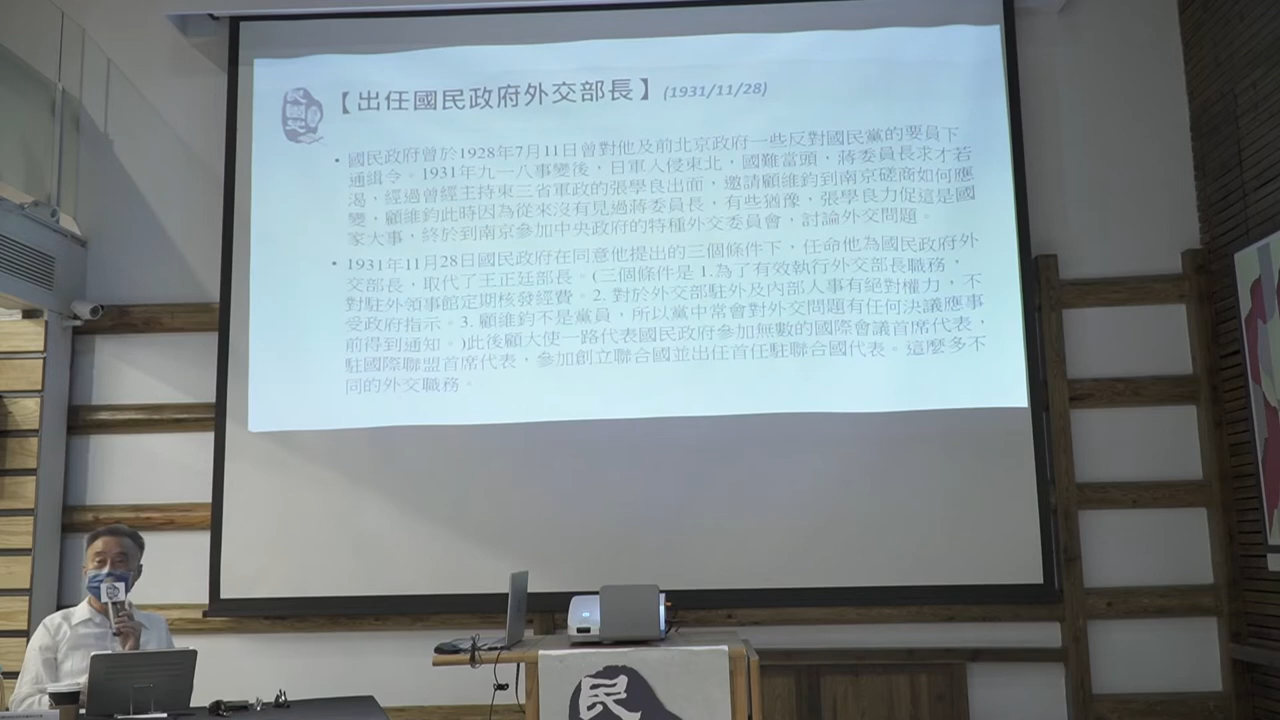 民國史
【出任國民政府外交部長】(1931/11/28)
• 國民政府曾於1928年7月11日曾對他及前北京政府一些反對國民黨的要員下
通緝令。1931年九一八事變後，日軍入侵東北，國難當頭，蔣委員長求才若
渴，經過曾經主持東三省軍政的張學良出面，邀請顧維鈞到南京磋商如何應
變，顧維鈞此時因為從來沒有見過蔣委員長，有些猶豫，張學良力促這是國
家大事，終於到南京參加中央政府的特種外交委員會，討論外交問題。
• 1931年11月28日國民政府在同意他提出的三個條件下，任命他為國民政府外
交部長，取代了王正廷部長。(三個條件是 1.為了有效執行外交部長職務，
對駐外領事館定期核發經費。2. 對於外交部駐外及內部人事有絕對權力，不
受政府指示。3. 顧維鈞不是黨員，所以黨中常會對外交問題有任何決議應事
前得到通知。)此後顧大使一路代表國民政府參加無數的國際會議首席代表，
駐國際聯盟首席代表，參加創立聯合國並出任首任駐聯合國代表。這麼多不
同的外交職務。
民